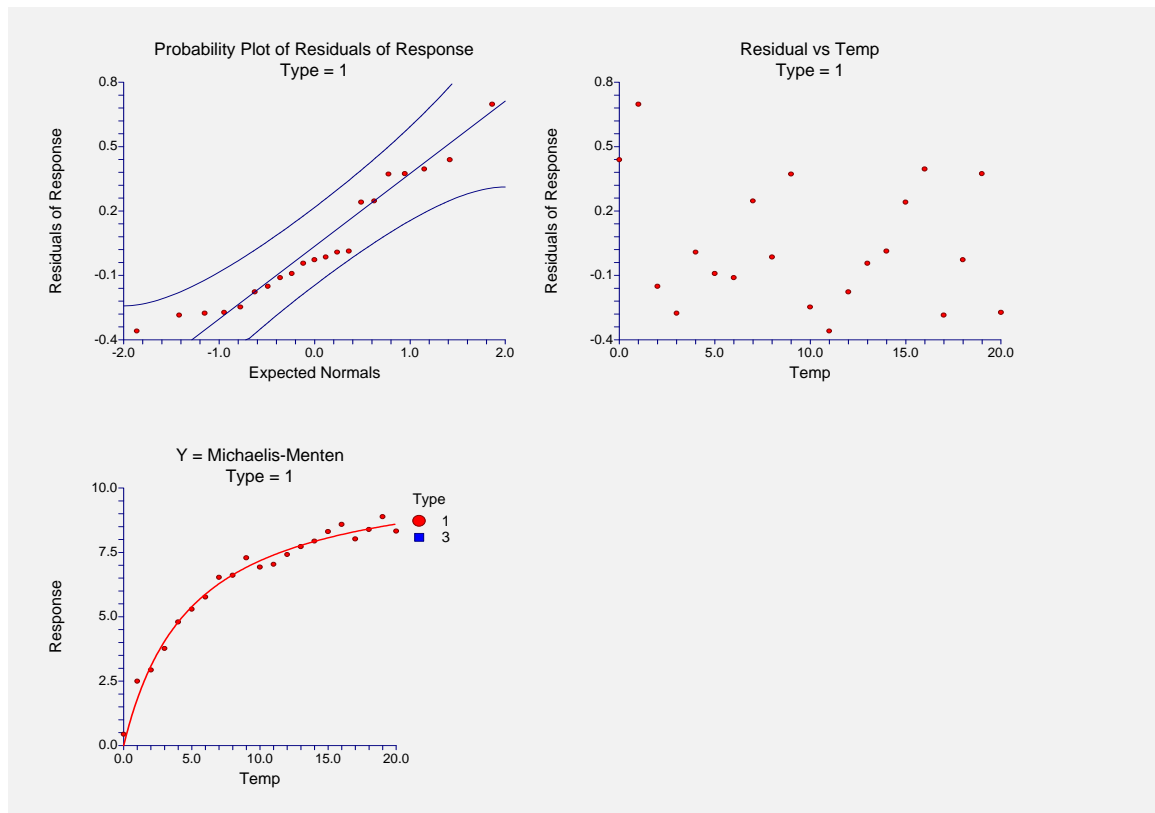 Probability Plot of Residuals of Response
Type = 1
0.8
0.5
0.2
-0.1
-0.4
Residuals of Response
-2.0 -1.0 0.0 1.0 2.0
Expected Normals
Residual vs Temp
Type = 1
0.8
0.5
0.2
-0.1
-0.4
Residuals of Response
0.0 5.0 10.0 15.0 20.0
Temp
Y = Michaelis-Menten
Type = 1
10.0
7.5
5.0
2.5
0.0
Response
0.0 5.0 10.0 15.0 20.0
Temp
Type
1
3